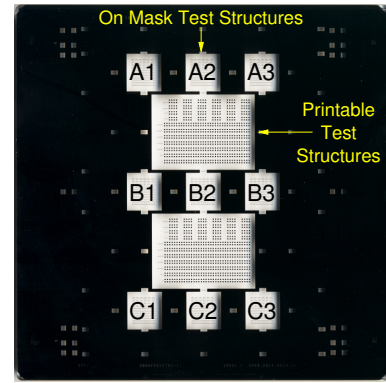 On Mask Test Structures
A1 A2 A3
Printable
Test
Structures
B1 B2 B3
C1 C2 C3